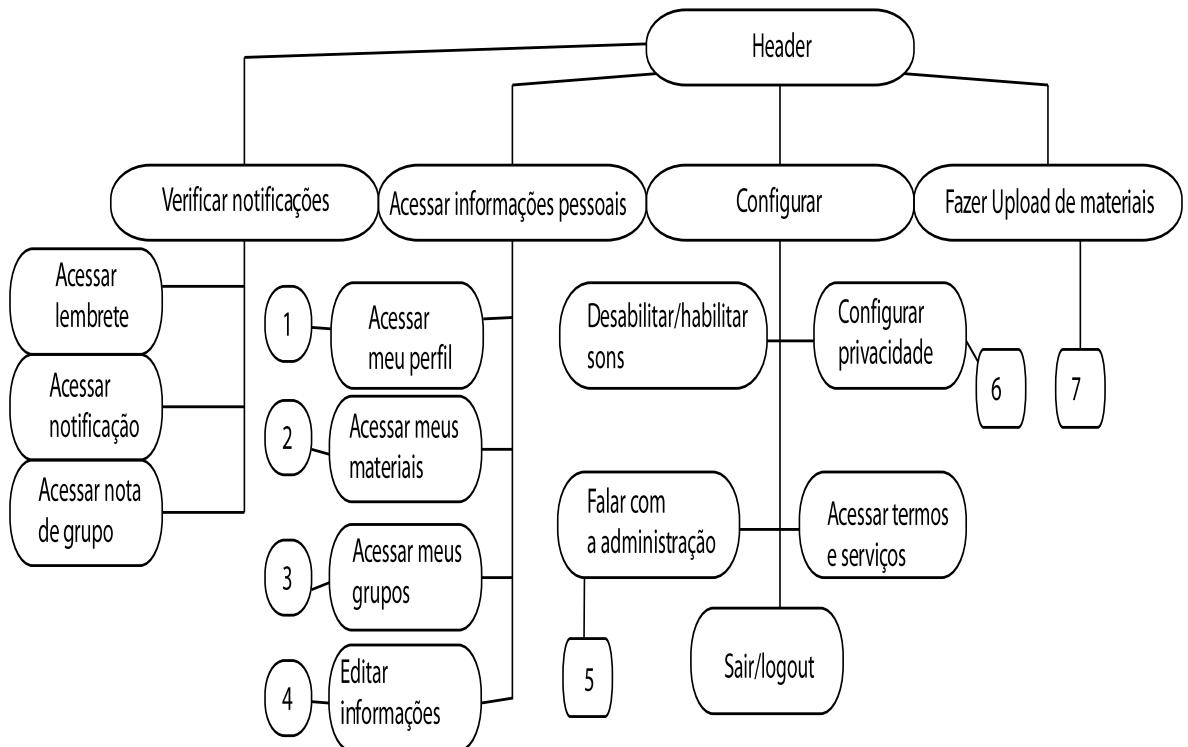 Header
Verificar notificações
Acessar informações pessoais
Configurar
Fazer Upload de materiais
Acessar
lembrete
Acessar
notificação
Acessar nota
de grupo
1
Acessar
meu perfil
2
Acessar meus
materiais
3
Acessar meus
grupos
4
Editar
informações
Desabilitar/habilitar
sons
Configurar
privacidade
6
7
Falar com
a administração
Acessar termos
e serviços
5
Sair/logout